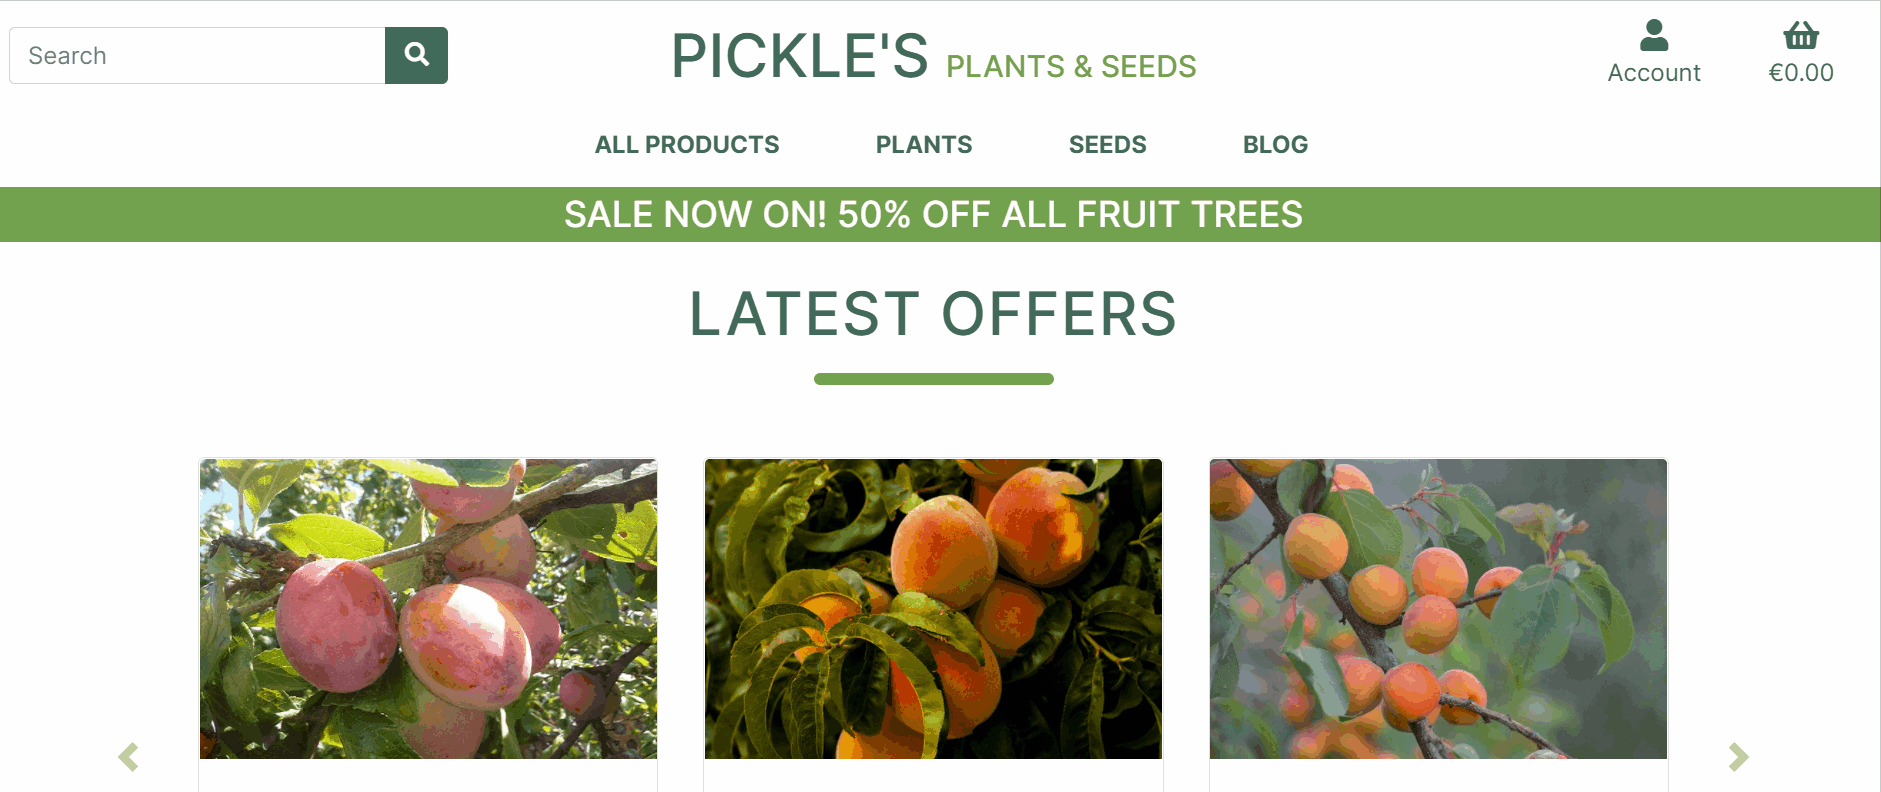 Search
PICKLE'S PLANTS & SEEDS
Account
€0.00
ALL PRODUCTS
PLANTS
SEEDS
BLOG
SALE NOW ON! 50% OFF ALL FRUIT TREES
LATEST OFFERS